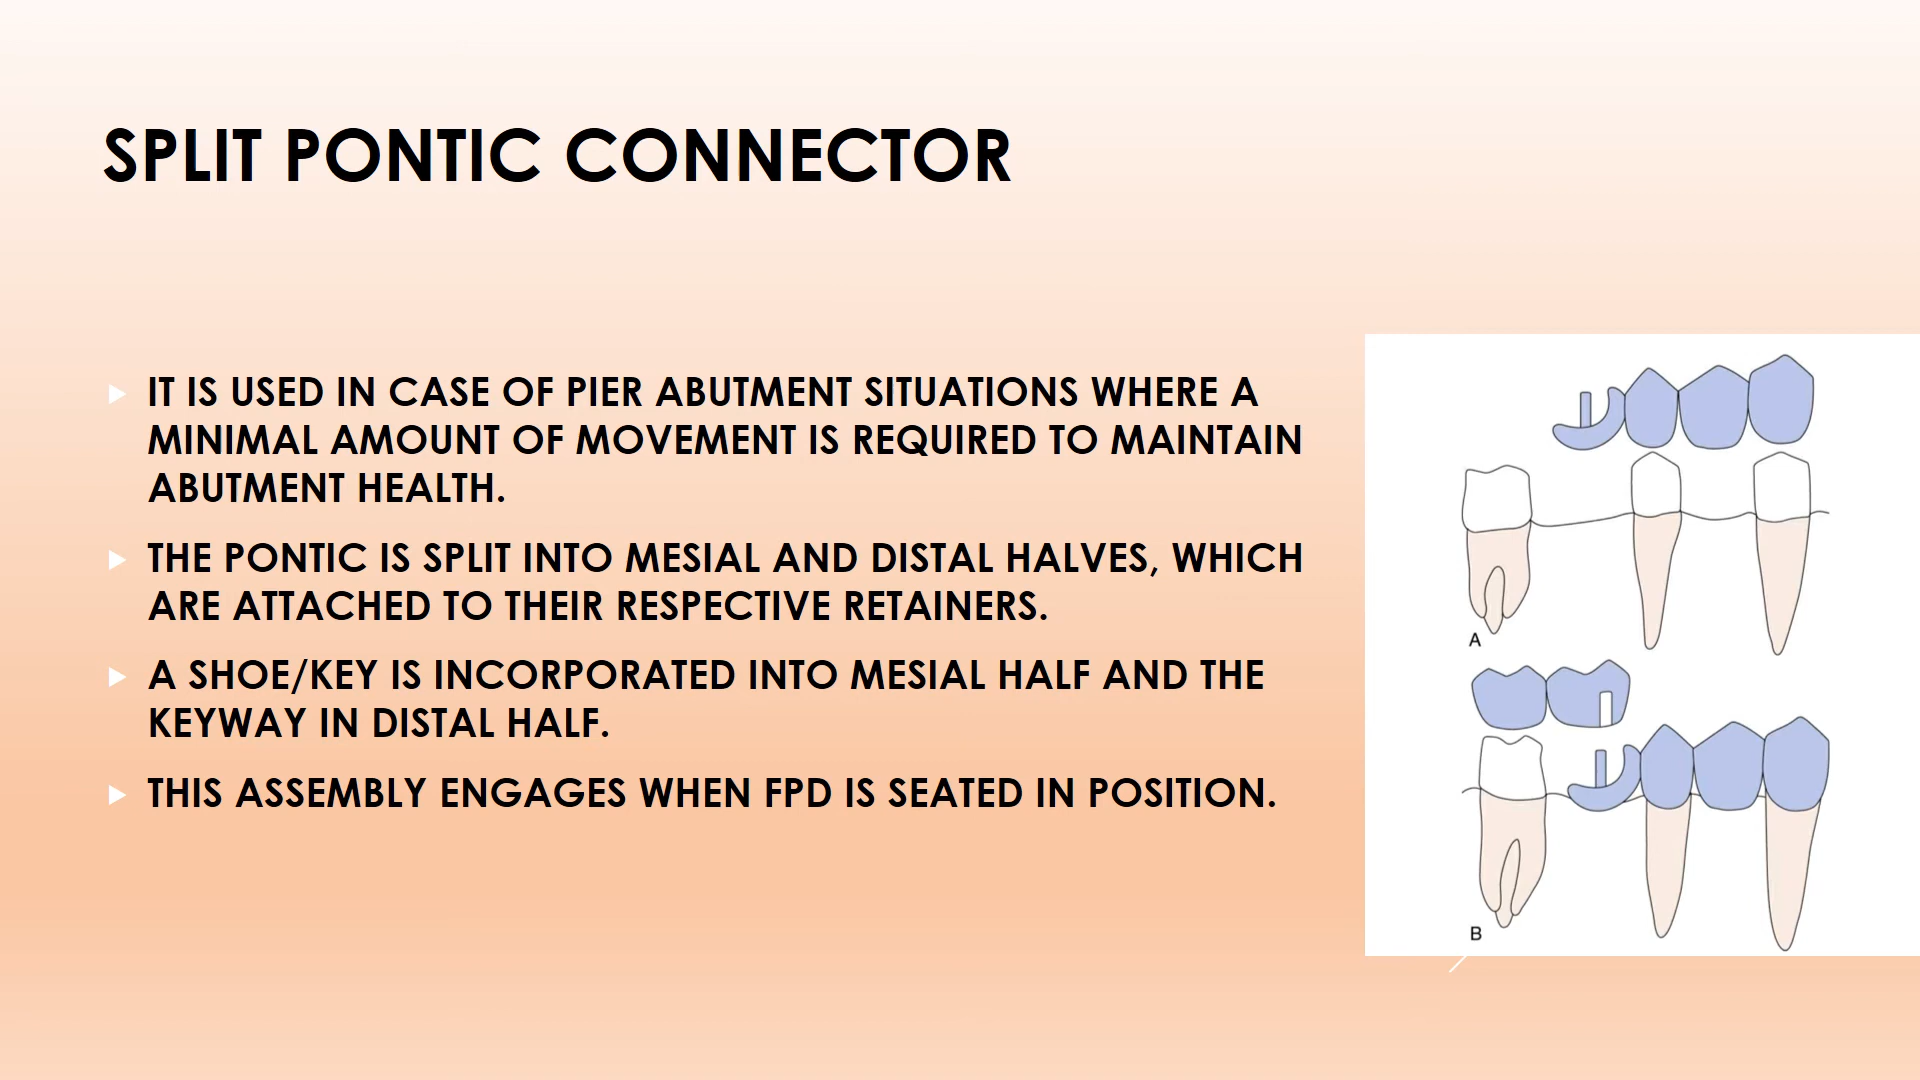 SPLIT PONTIC CONNECTOR
IT IS USED IN CASE OF PIER ABUTMENT SITUATIONS WHERE A
MINIMAL AMOUNT OF MOVEMENT IS REQUIRED TO MAINTAIN
ABUTMENT HEALTH.
THE PONTIC IS SPLIT INTO MESIAL AND DISTAL HALVES, WHICH
ARE ATTACHED TO THEIR RESPECTIVE RETAINERS.
A SHOE/KEY IS INCORPORATED INTO MESIAL HALF AND THE
KEYWAY IN DISTAL HALF.
THIS ASSEMBLY ENGAGES WHEN FPD IS SEATED IN POSITION.
A
B